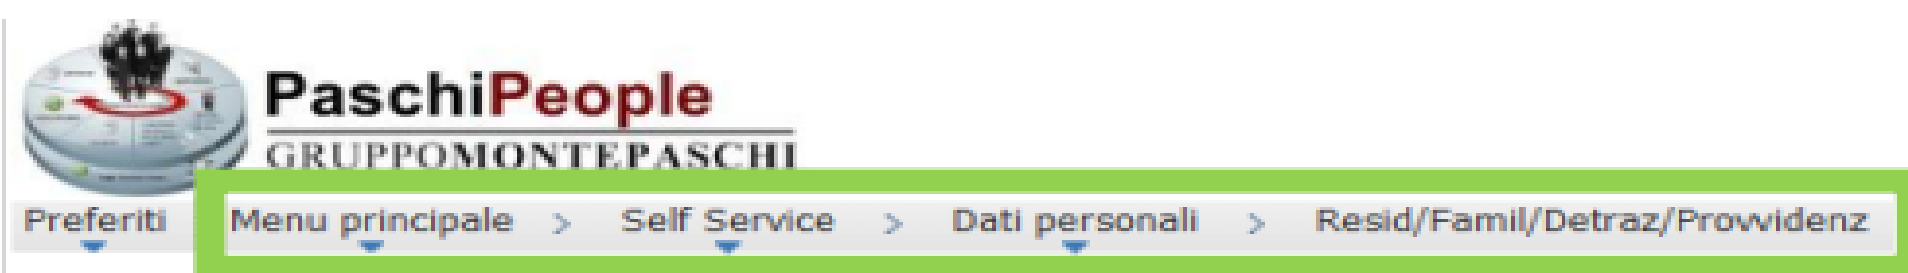 PaschiPeople
GRUPPOMONTEPASCHI
Preferiti Menu principale > Self Service > Dati personali > Resid/Famil/Detraz/Provvidenz